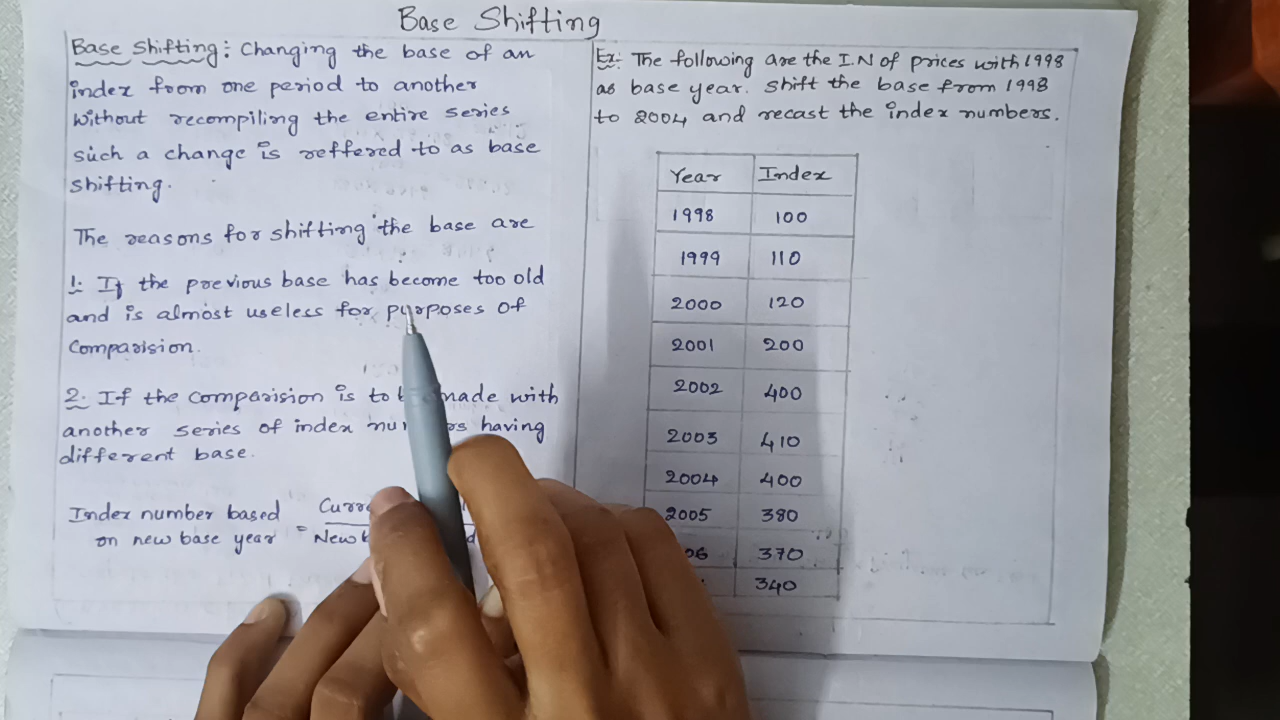 Base Shifting
Base Shifting: Changing the base of an
index from one period to another
without recompiling the entire series
such a change is reffered to as base
shifting.
The reasons for shifting the base are
1. If the previous base has become too old
and is almost useless for purposes of
Comparision.
2. If the comparision is to made with
another series of index having
different base.
Index number based
on new base year =
New
Ex: The following are the I.N of prices with 1998
as base year. Shift the base from 1998
to 2004 and recast the index numbers.
Year Index
1998 100
1999 110
2000 120
2001 200
2002 400
2003 410
2004 400
2005 380
06 370
340